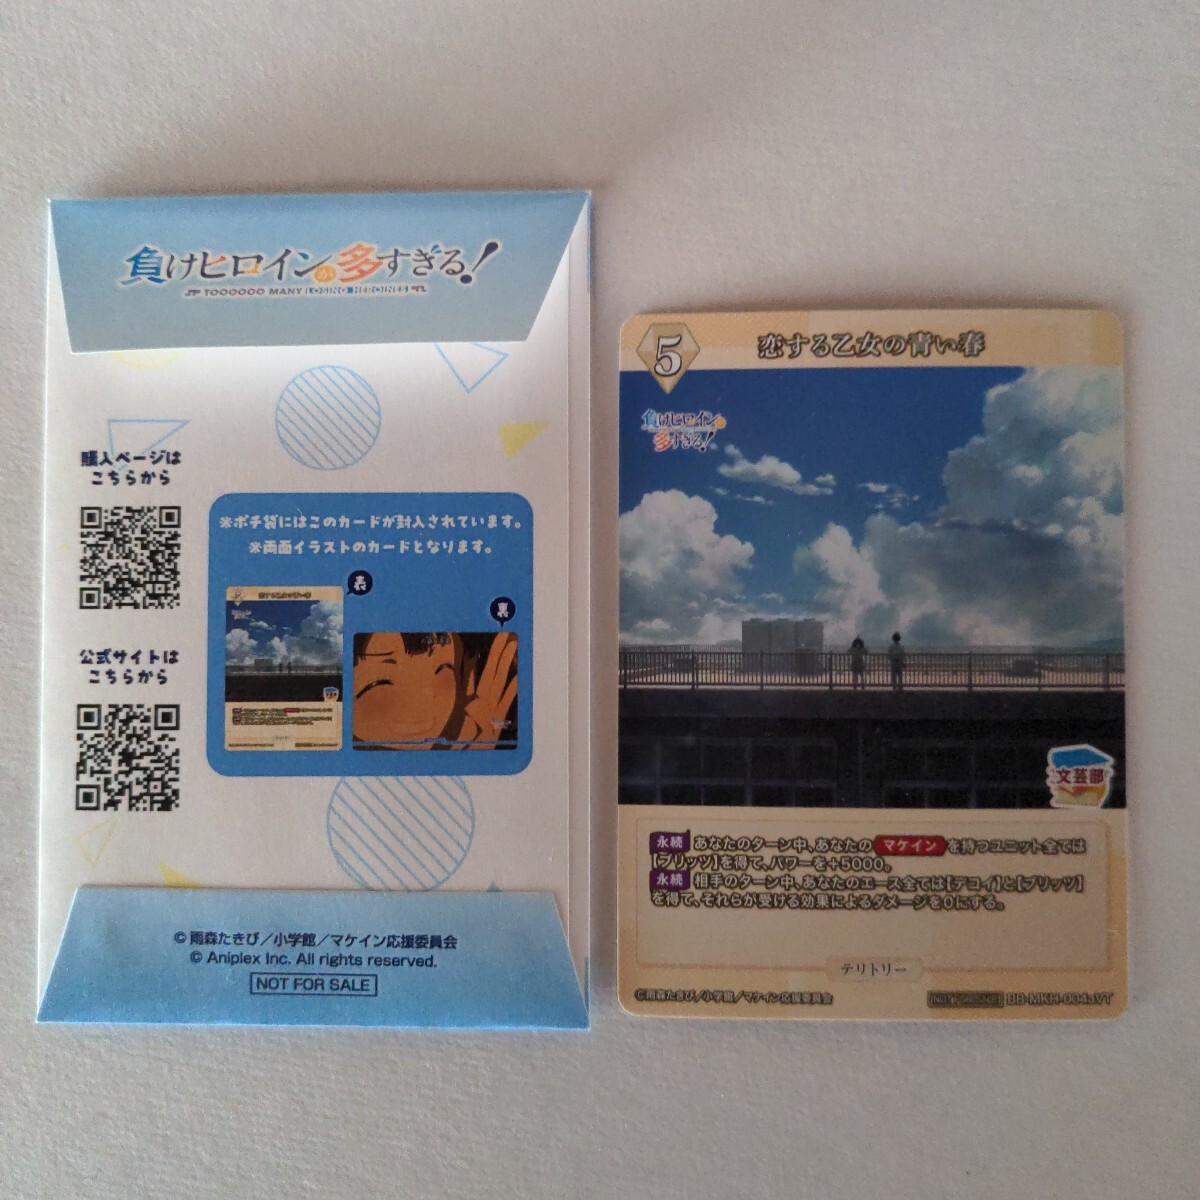 負けヒロインが多すぎる!
TOOOOOO MANY LOSING HEROINES
購入ページは
こちらから
※ポチ袋にはこのカードが封入されています。
※両面イラストのカードとなります。
表
裏
恋する乙女の青い春
公式サイトは
こちらから
文芸部
© 雨森たきび/小学館/マケイン応援委員会
© Aniplex Inc. All rights reserved.
NOT FOR SALE
5
恋する乙女の青い春
負けヒロインが
多すぎる!
文芸部
永続 あなたのターン中、あなたの マケイン を持つユニット全ては
【ブリッツ】を得て、パワーを+5000。
永続 相手のターン中、あなたのエース全ては【デコイ】と【ブリッツ】
を得て、それらが受ける効果によるダメージを0にする。
テリトリー
©雨森たきび/小学館/マケイン応援委員会